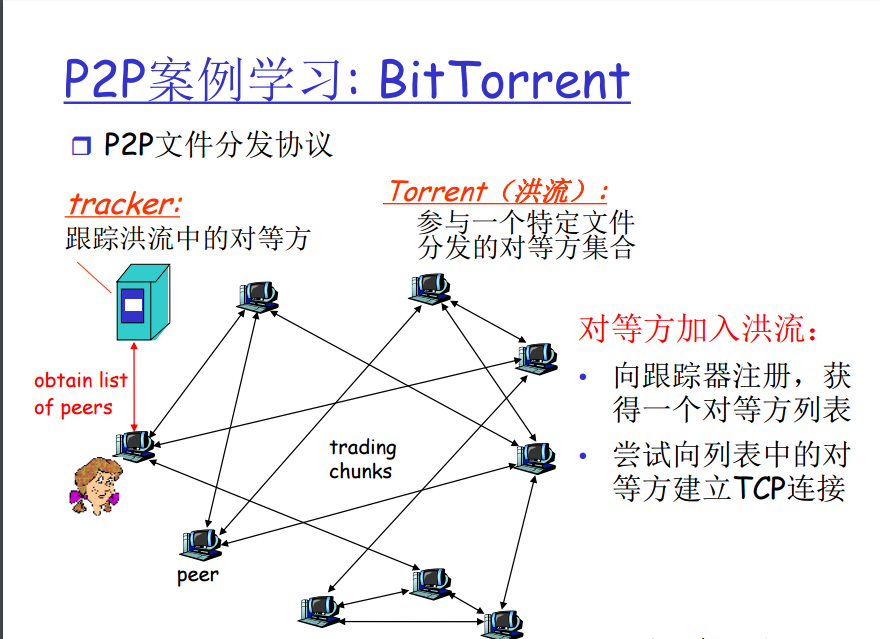 P2P案例学习: BitTorrent
P2P文件分发协议
tracker:
跟踪洪流中的对等方
Torrent（洪流）:
参与一个特定文件
分发的对等方集合
obtain list
of peers
trading
chunks
peer
对等方加入洪流：
• 向跟踪器注册，获
得一个对等方列表
• 尝试向列表中的对
等方建立TCP连接